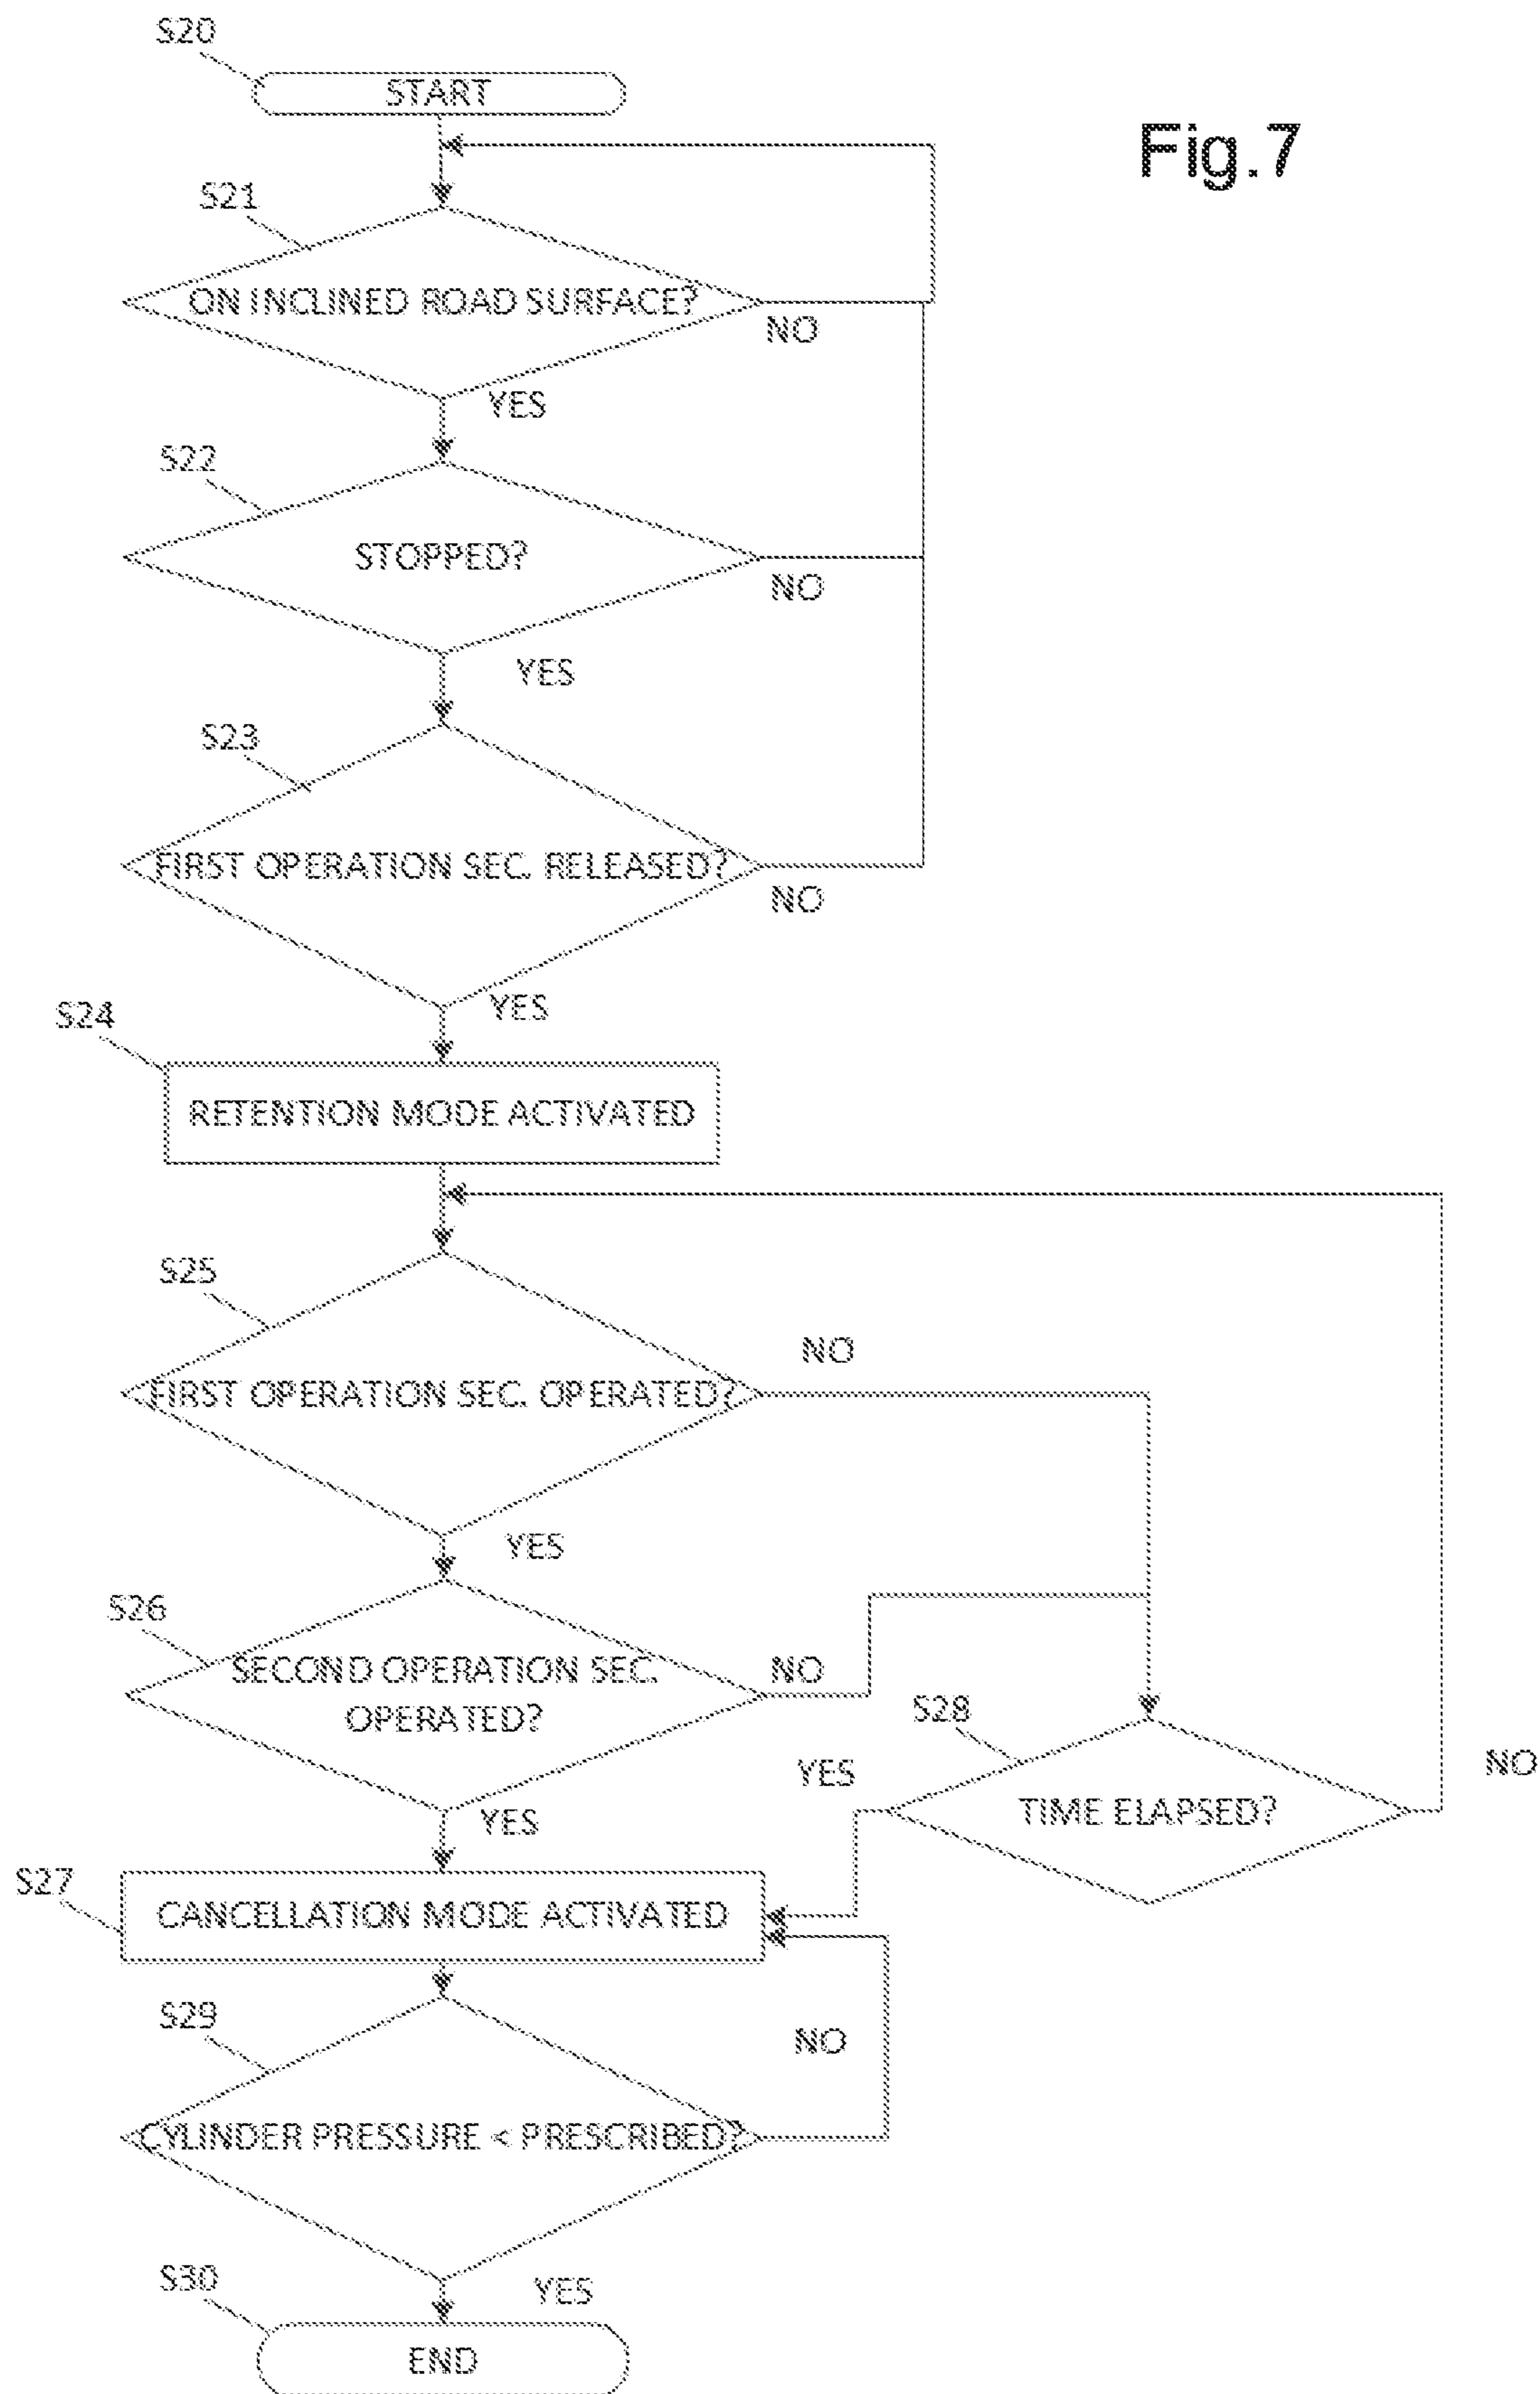 S20
START
Fig.7
S21
ON INCLINED ROAD SURFACE?
NO
YES
S22
STOPPED?
NO
YES
S23
FIRST OPERATION SEC. RELEASED?
NO
YES
S24
RETENTION MODE ACTIVATED
S25
NO
FIRST OPERATION SEC. OPERATED?
YES
S26
SECOND OPERATION SEC.
OPERATED?
NO
S28
YES
TIME ELAPSED?
NO
YES
S27
CANCELLATION MODE ACTIVATED
S29
NO
CYLINDER PRESSURE < PRESCRIBED?
S30
YES
END